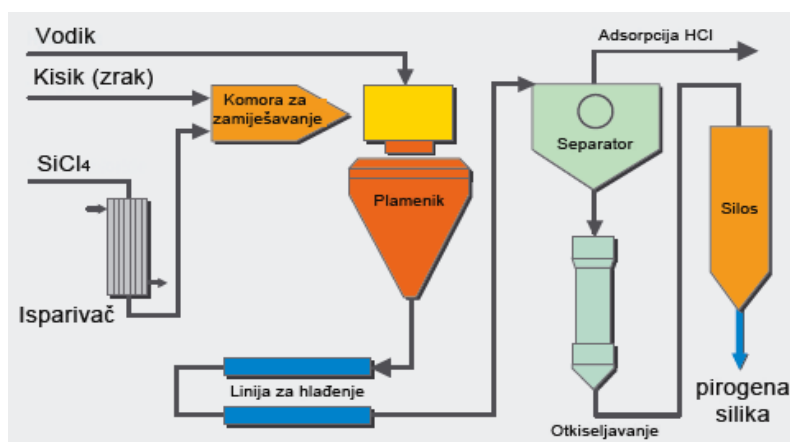 Vodik
Adsorpcija HCl
Kisik (zrak)
Komora za
zamiješavanje
Separator
SiCl4
Plamenik
Silos
Isparivač
Linija za hlađenje
pirogena
silika
Otkiseljavanje